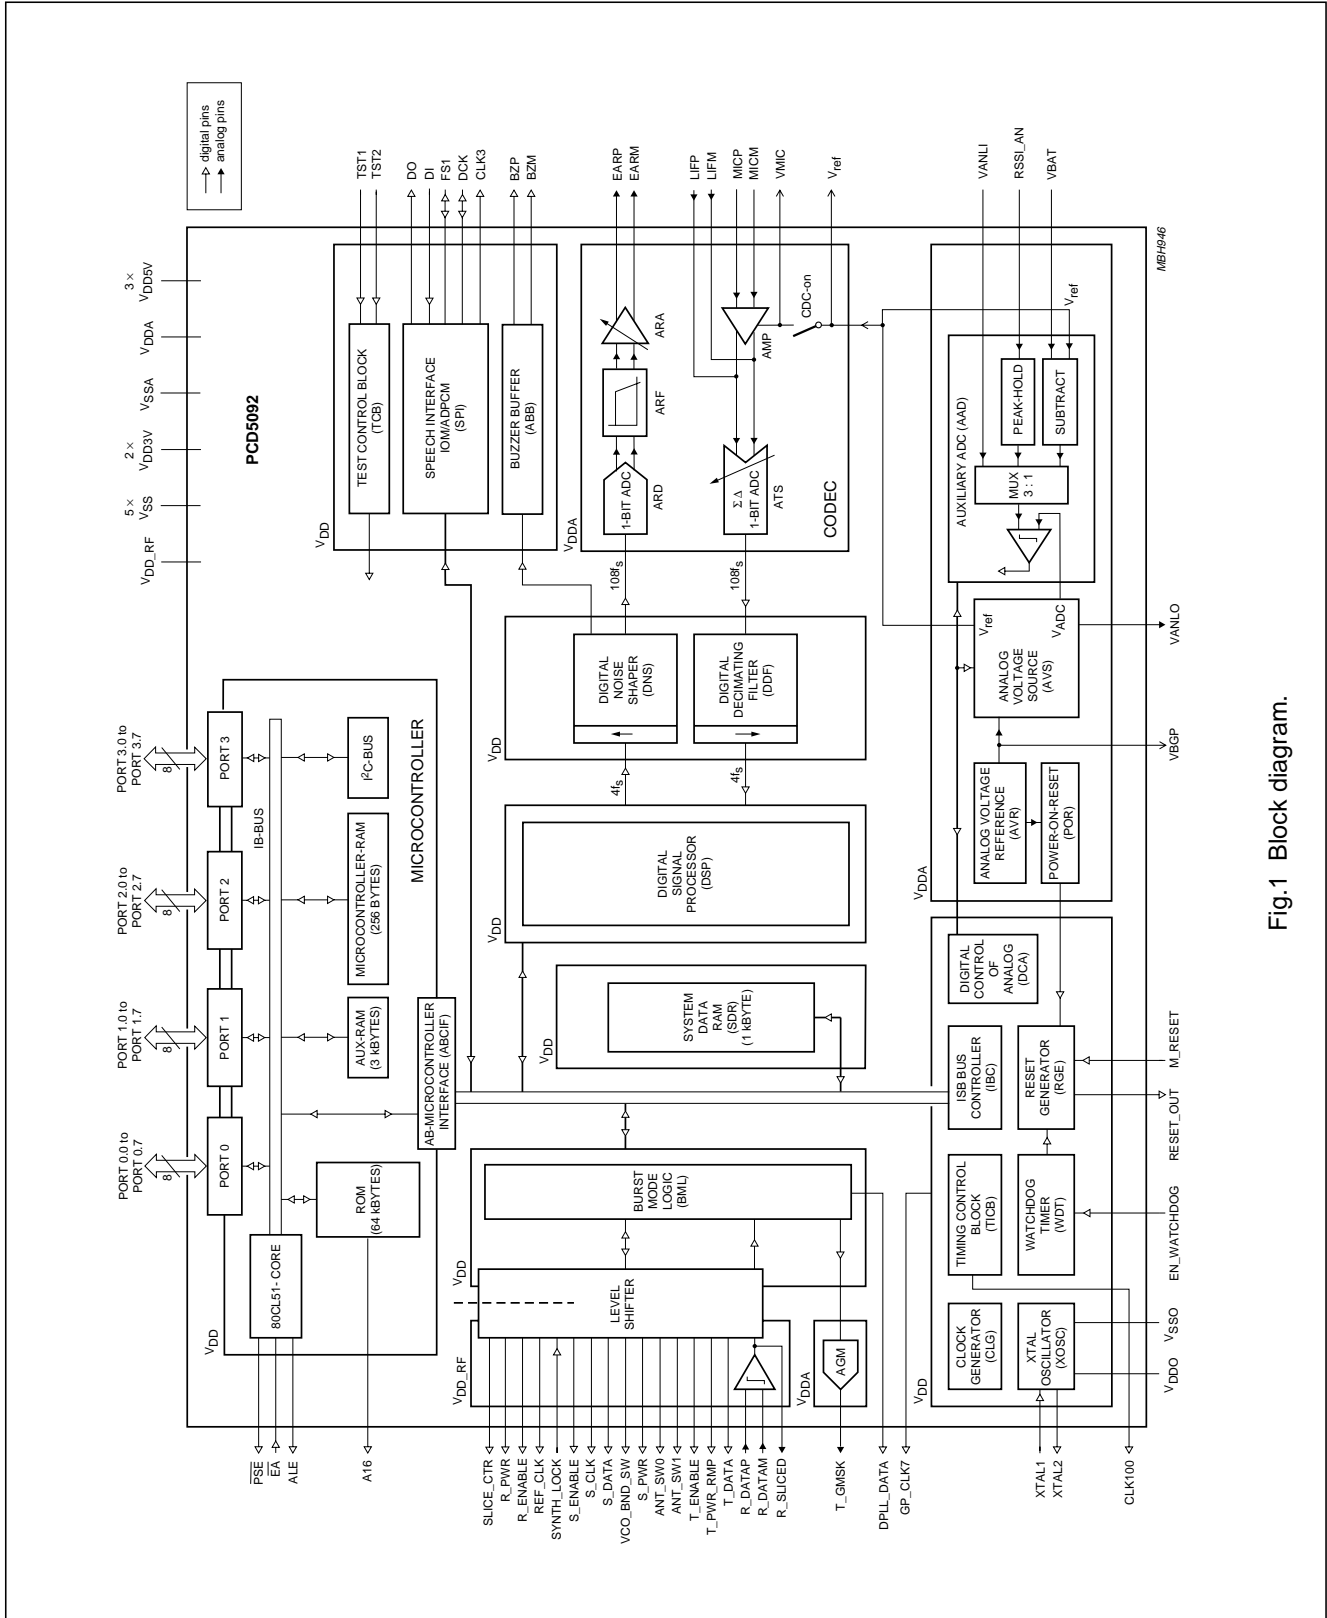 digital pins
analog pins
3 ×
VDD5V
VDDA
VSSA
2 ×
VDD3V
5 ×
VSS
VDD_RF
PCD5092
TST1
TST2
DO
DI
FS1
DCK
CLK3
BZP
BZM
EARP
EARM
LIFP
LIFM
MICP
MICM
VMIC
Vref
VANLI
RSSI_AN
VBAT
TEST CONTROL BLOCK
(TCB)
SPEECH INTERFACE
IOM/ADPCM
(SPI)
BUZZER BUFFER
(ABB)
VDD
VDDA
1-BIT ADC
ARD
ARF
ARA
AMP
CDC-on
Σ Δ
1-BIT ADC
ATS
CODEC
108fs
108fs
DIGITAL
NOISE
SHAPER
(DNS)
DIGITAL
DECIMATING
FILTER
(DDF)
VDD
4fs
4fs
DIGITAL
SIGNAL
PROCESSOR
(DSP)
VDD
SYSTEM
DATA
RAM
(SDR)
(1 kBYTE)
VDD
PORT 3.0 to
PORT 3.7
8
PORT 3
PORT 2.0 to
PORT 2.7
8
PORT 2
PORT 1.0 to
PORT 1.7
8
PORT 1
PORT 0.0 to
PORT 0.7
8
PORT 0
IB-BUS
I2C-BUS
MICROCONTROLLER-RAM
(256 BYTES)
AUX-RAM
(3 kBYTES)
MICROCONTROLLER
AB-MICROCONTROLLER
INTERFACE (ABCIF)
ROM
(64 kBYTES)
80CL51- CORE
VDD
PSE
EA
ALE
A16
BURST
MODE
LOGIC
(BML)
VDD
LEVEL
SHIFTER
VDD_RF
VDDA
AGM
SLICE_CTR
R_PWR
R_ENABLE
REF_CLK
SYNTH_LOCK
S_ENABLE
S_CLK
S_DATA
VCO_BND_SW
S_PWR
ANT_SW0
ANT_SW1
T_ENABLE
T_PWR_RMP
T_DATA
R_DATAP
R_DATAM
R_SLICED
T_GMSK
DPLL_DATA
GP_CLK7
XTAL1
XTAL2
CLK100
AUXILIARY ADC (AAD)
PEAK-HOLD
SUBTRACT
Vref
MUX
3 : 1
Vref
VADC
ANALOG
VOLTAGE
SOURCE
(AVS)
ANALOG VOLTAGE
REFERENCE
(AVR)
POWER-ON-RESET
(POR)
VDDA
VANLO
VBGP
DIGITAL
CONTROL
OF
ANALOG
(DCA)
ISB BUS
CONTROLLER
(IBC)
RESET
GENERATOR
(RGE)
TIMING CONTROL
BLOCK
(TICB)
WATCHDOG
TIMER
(WDT)
CLOCK
GENERATOR
(CLG)
XTAL
OSCILLATOR
(XOSC)
VDD
M_RESET
RESET_OUT
EN_WATCHDOG
VSSO
VDDO
MBH946
Fig.1 Block diagram.